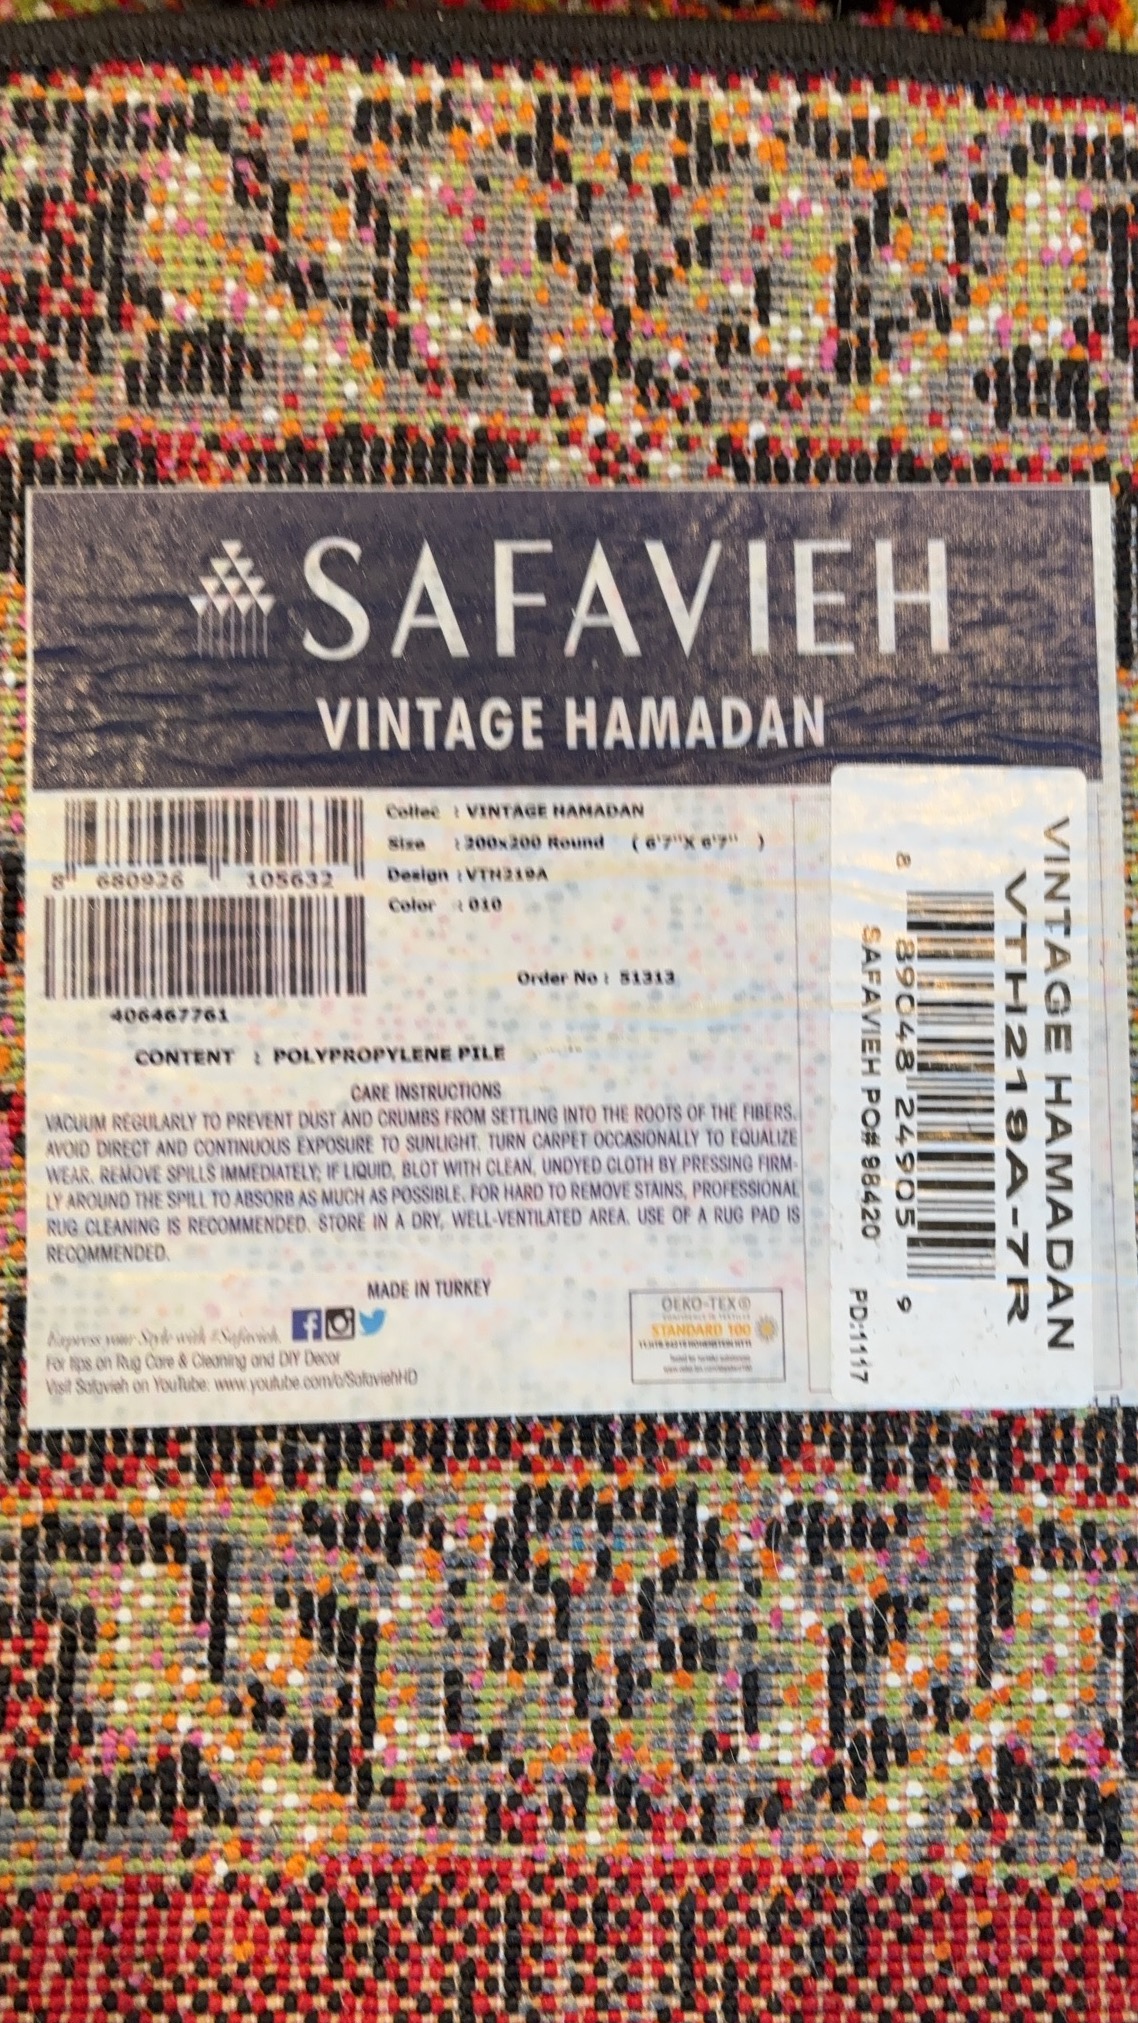 SAFAVIEH
VINTAGE HAMADAN
Collec : VINTAGE HAMADAN
Size : 200x200 Round ( 6'7"X 6'7" )
Design : VTH219A
Color : 010
8 680926 105632
Order No : 51313
406467761
CONTENT : POLYPROPYLENE PILE
CARE INSTRUCTIONS
VACUUM REGULARLY TO PREVENT DUST AND CRUMBS FROM SETTLING INTO THE ROOTS OF THE FIBERS.
AVOID DIRECT AND CONTINUOUS EXPOSURE TO SUNLIGHT. TURN CARPET OCCASIONALLY TO EQUALIZE
WEAR. REMOVE SPILLS IMMEDIATELY; IF LIQUID, BLOT WITH CLEAN, UNDYED CLOTH BY PRESSING FIRM-
LY AROUND THE SPILL TO ABSORB AS MUCH AS POSSIBLE. FOR HARD TO REMOVE STAINS, PROFESSIONAL
RUG CLEANING IS RECOMMENDED. STORE IN A DRY, WELL-VENTILATED AREA. USE OF A RUG PAD IS
RECOMMENDED.
MADE IN TURKEY
Express your Style with #Safavieh.
For tips on Rug Care & Cleaning and DIY Decor
Visit Safavieh on YouTube: www.youtube.com/c/SafaviehHD
OEKO-TEX®
STANDARD 100
VINTAGE HAMADAN
VTH219A-7R
8 89048 24905 9
SAFAVIEH PO# 98420 PD:1117